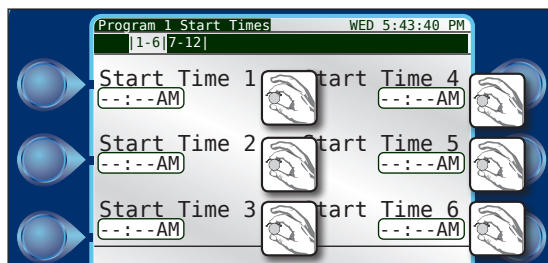 Program 1 Start Times WED 5:43:40 PM
|1-6|7-12|
Start Time 1 Start Time 4
--:--AM --:--AM
Start Time 2 Start Time 5
--:--AM --:--AM
Start Time 3 Start Time 6
--:--AM --:--AM